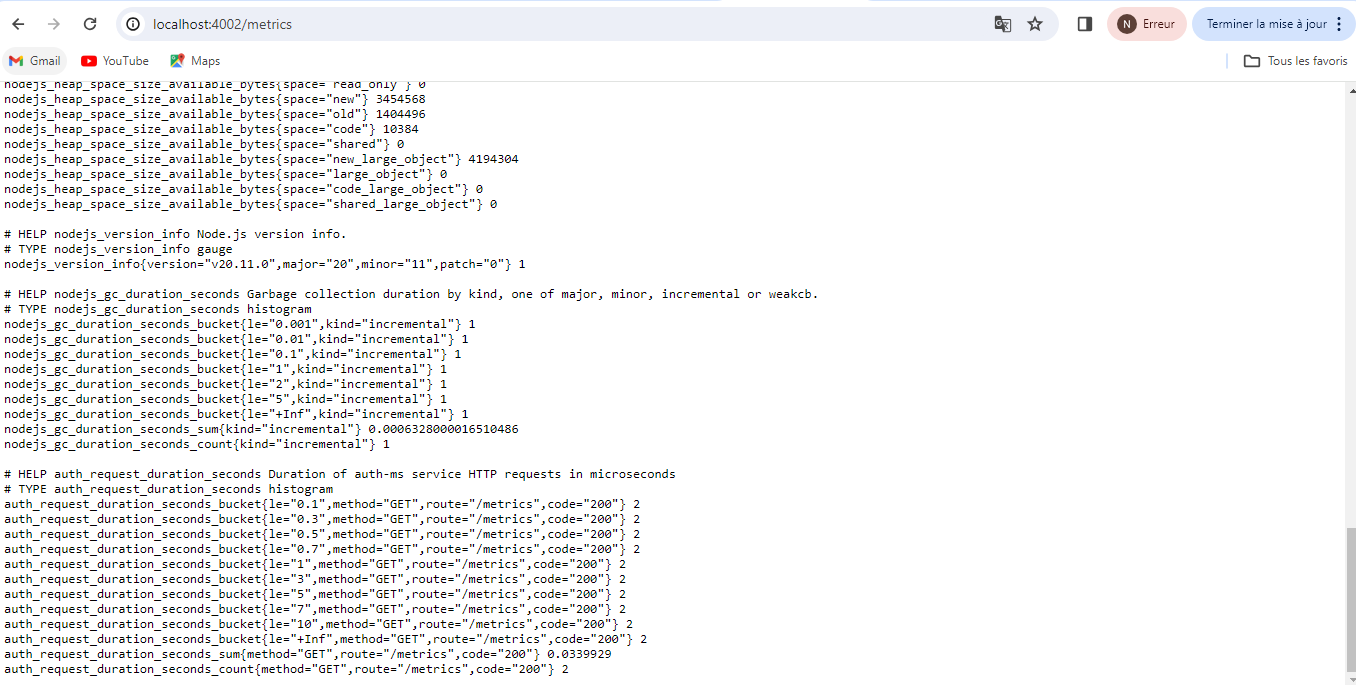 localhost:4002/metrics
Erreur
Terminer la mise à jour
N
Gmail
YouTube
Maps
Tous les favoris
nodejs_heap_space_size_available_bytes{space="read_only"} 0
nodejs_heap_space_size_available_bytes{space="new"} 3454568
nodejs_heap_space_size_available_bytes{space="old"} 1404496
nodejs_heap_space_size_available_bytes{space="code"} 10384
nodejs_heap_space_size_available_bytes{space="shared"} 0
nodejs_heap_space_size_available_bytes{space="new_large_object"} 4194304
nodejs_heap_space_size_available_bytes{space="large_object"} 0
nodejs_heap_space_size_available_bytes{space="code_large_object"} 0
nodejs_heap_space_size_available_bytes{space="shared_large_object"} 0
# HELP nodejs_version_info Node.js version info.
# TYPE nodejs_version_info gauge
nodejs_version_info{version="v20.11.0",major="20",minor="11",patch="0"} 1
# HELP nodejs_gc_duration_seconds Garbage collection duration by kind, one of major, minor, incremental or weakcb.
# TYPE nodejs_gc_duration_seconds histogram
nodejs_gc_duration_seconds_bucket{le="0.001",kind="incremental"} 1
nodejs_gc_duration_seconds_bucket{le="0.01",kind="incremental"} 1
nodejs_gc_duration_seconds_bucket{le="0.1",kind="incremental"} 1
nodejs_gc_duration_seconds_bucket{le="1",kind="incremental"} 1
nodejs_gc_duration_seconds_bucket{le="2",kind="incremental"} 1
nodejs_gc_duration_seconds_bucket{le="5",kind="incremental"} 1
nodejs_gc_duration_seconds_bucket{le="+Inf",kind="incremental"} 1
nodejs_gc_duration_seconds_sum{kind="incremental"} 0.0006328000016510486
nodejs_gc_duration_seconds_count{kind="incremental"} 1
# HELP auth_request_duration_seconds Duration of auth-ms service HTTP requests in microseconds
# TYPE auth_request_duration_seconds histogram
auth_request_duration_seconds_bucket{le="0.1",method="GET",route="/metrics",code="200"} 2
auth_request_duration_seconds_bucket{le="0.3",method="GET",route="/metrics",code="200"} 2
auth_request_duration_seconds_bucket{le="0.5",method="GET",route="/metrics",code="200"} 2
auth_request_duration_seconds_bucket{le="0.7",method="GET",route="/metrics",code="200"} 2
auth_request_duration_seconds_bucket{le="1",method="GET",route="/metrics",code="200"} 2
auth_request_duration_seconds_bucket{le="3",method="GET",route="/metrics",code="200"} 2
auth_request_duration_seconds_bucket{le="5",method="GET",route="/metrics",code="200"} 2
auth_request_duration_seconds_bucket{le="7",method="GET",route="/metrics",code="200"} 2
auth_request_duration_seconds_bucket{le="10",method="GET",route="/metrics",code="200"} 2
auth_request_duration_seconds_bucket{le="+Inf",method="GET",route="/metrics",code="200"} 2
auth_request_duration_seconds_sum{method="GET",route="/metrics",code="200"} 0.0339929
auth_request_duration_seconds_count{method="GET",route="/metrics",code="200"} 2